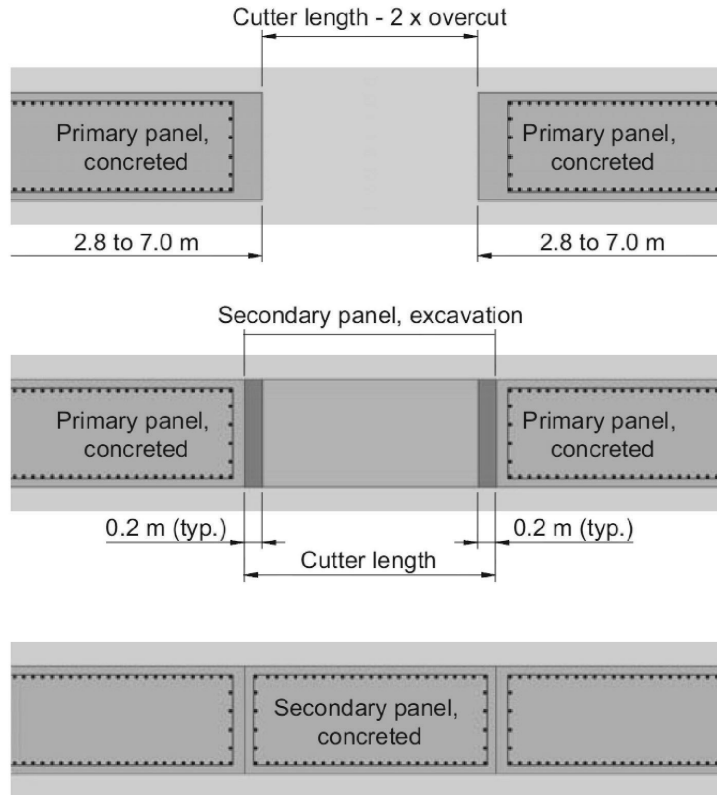 Cutter length - 2 x overcut
Primary panel,
concreted
Primary panel,
concreted
2.8 to 7.0 m
2.8 to 7.0 m
Secondary panel, excavation
Primary panel,
concreted
Primary panel,
concreted
0.2 m (typ.)
0.2 m (typ.)
Cutter length
Secondary panel,
concreted